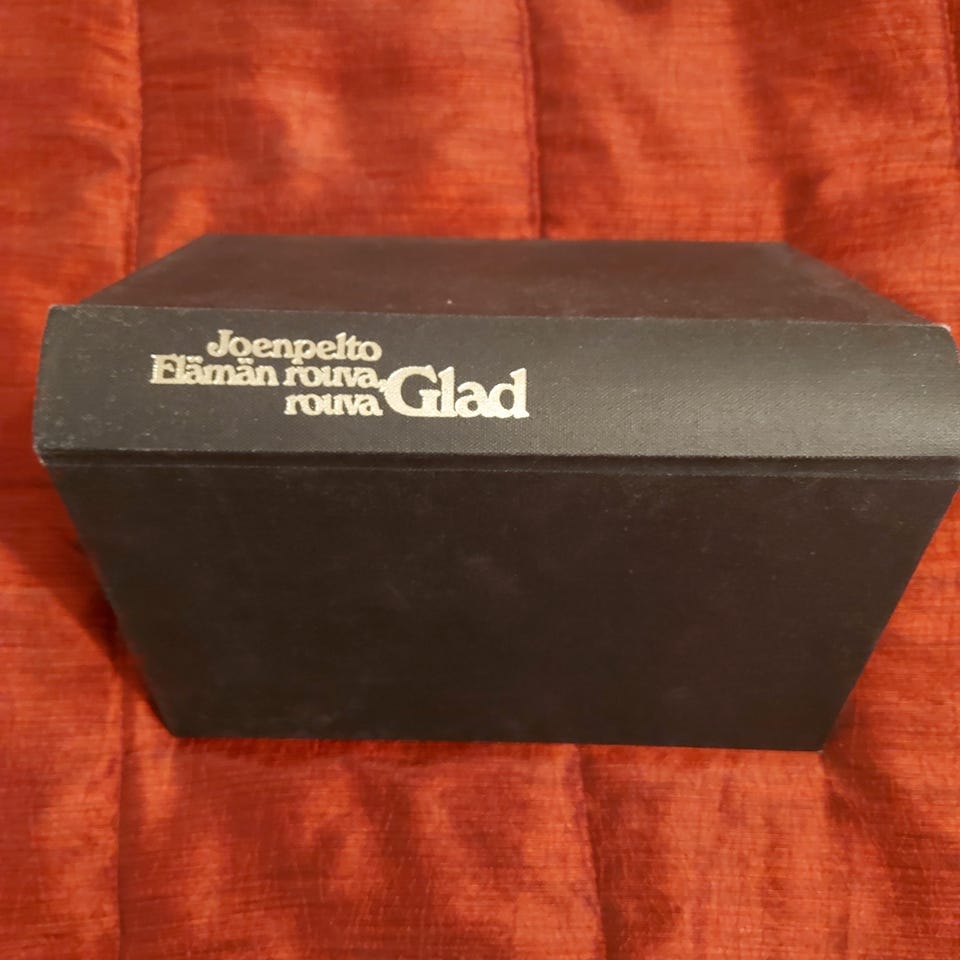 Joenpelto
Elämän rouva,
rouva Glad